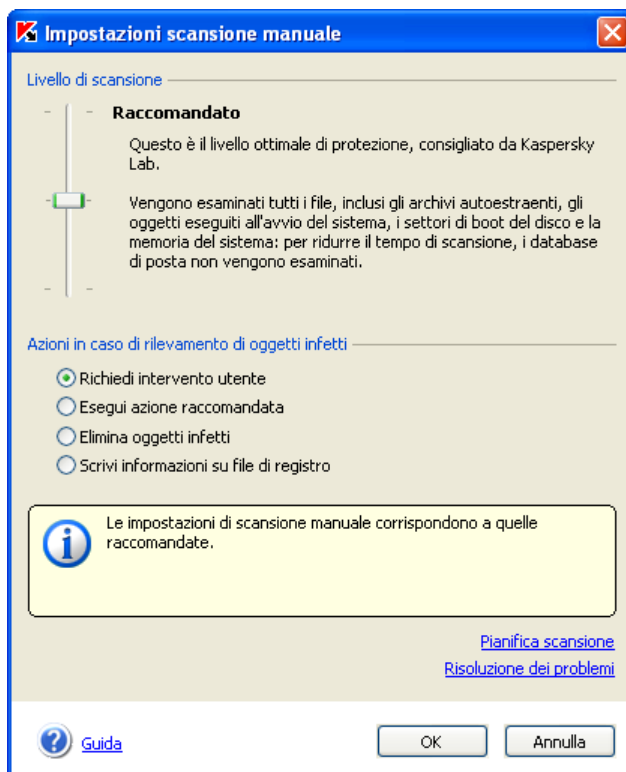 Impostazioni scansione manuale
Livello di scansione
Raccomandato
Questo è il livello ottimale di protezione, consigliato da Kaspersky
Lab.
Vengono esaminati tutti i file, inclusi gli archivi autoestraenti, gli
oggetti eseguiti all'avvio del sistema, i settori di boot del disco e la
memoria del sistema: per ridurre il tempo di scansione, i database
di posta non vengono esaminati.
Azioni in caso di rilevamento di oggetti infetti
Richiedi intervento utente
Esegui azione raccomandata
Elimina oggetti infetti
Scrivi informazioni su file di registro
Le impostazioni di scansione manuale corrispondono a quelle
raccomandate.
Pianifica scansione
Risoluzione dei problemi
Guida
OK
Annulla